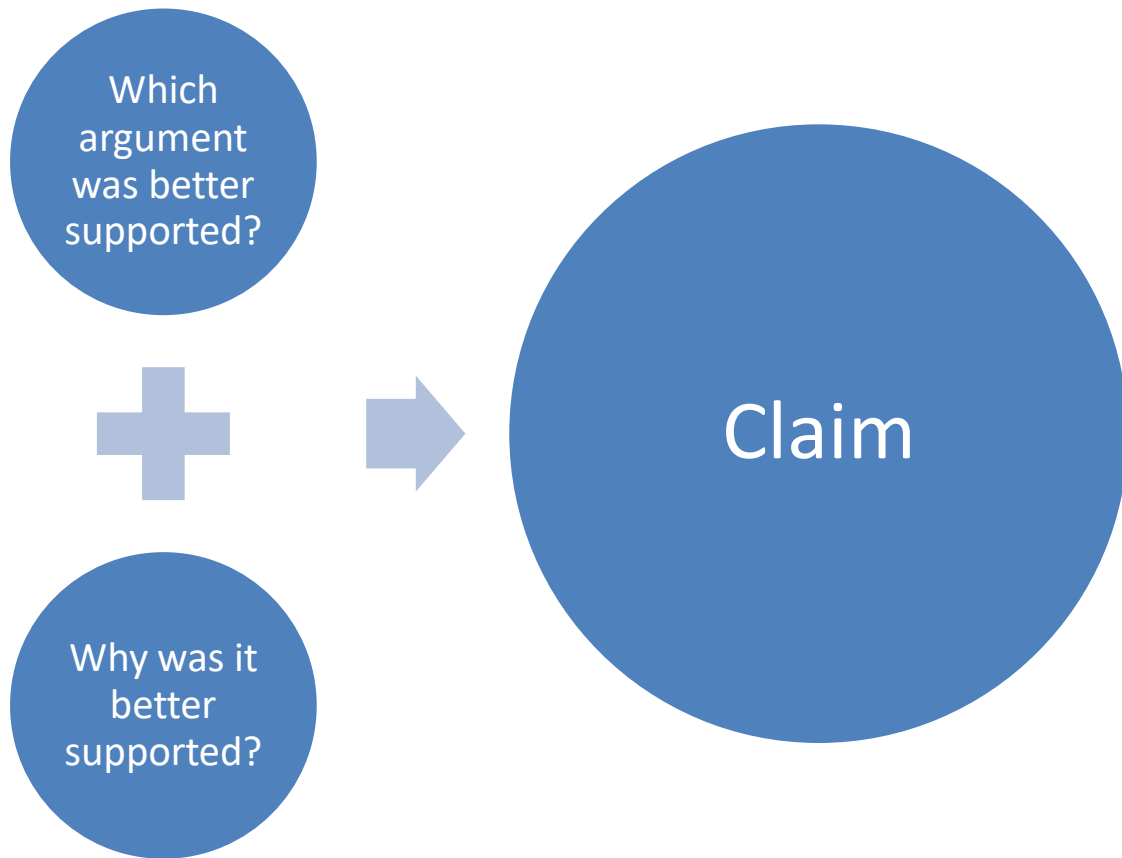 Which
argument
was better
supported?
Why was it
better
supported?
Claim